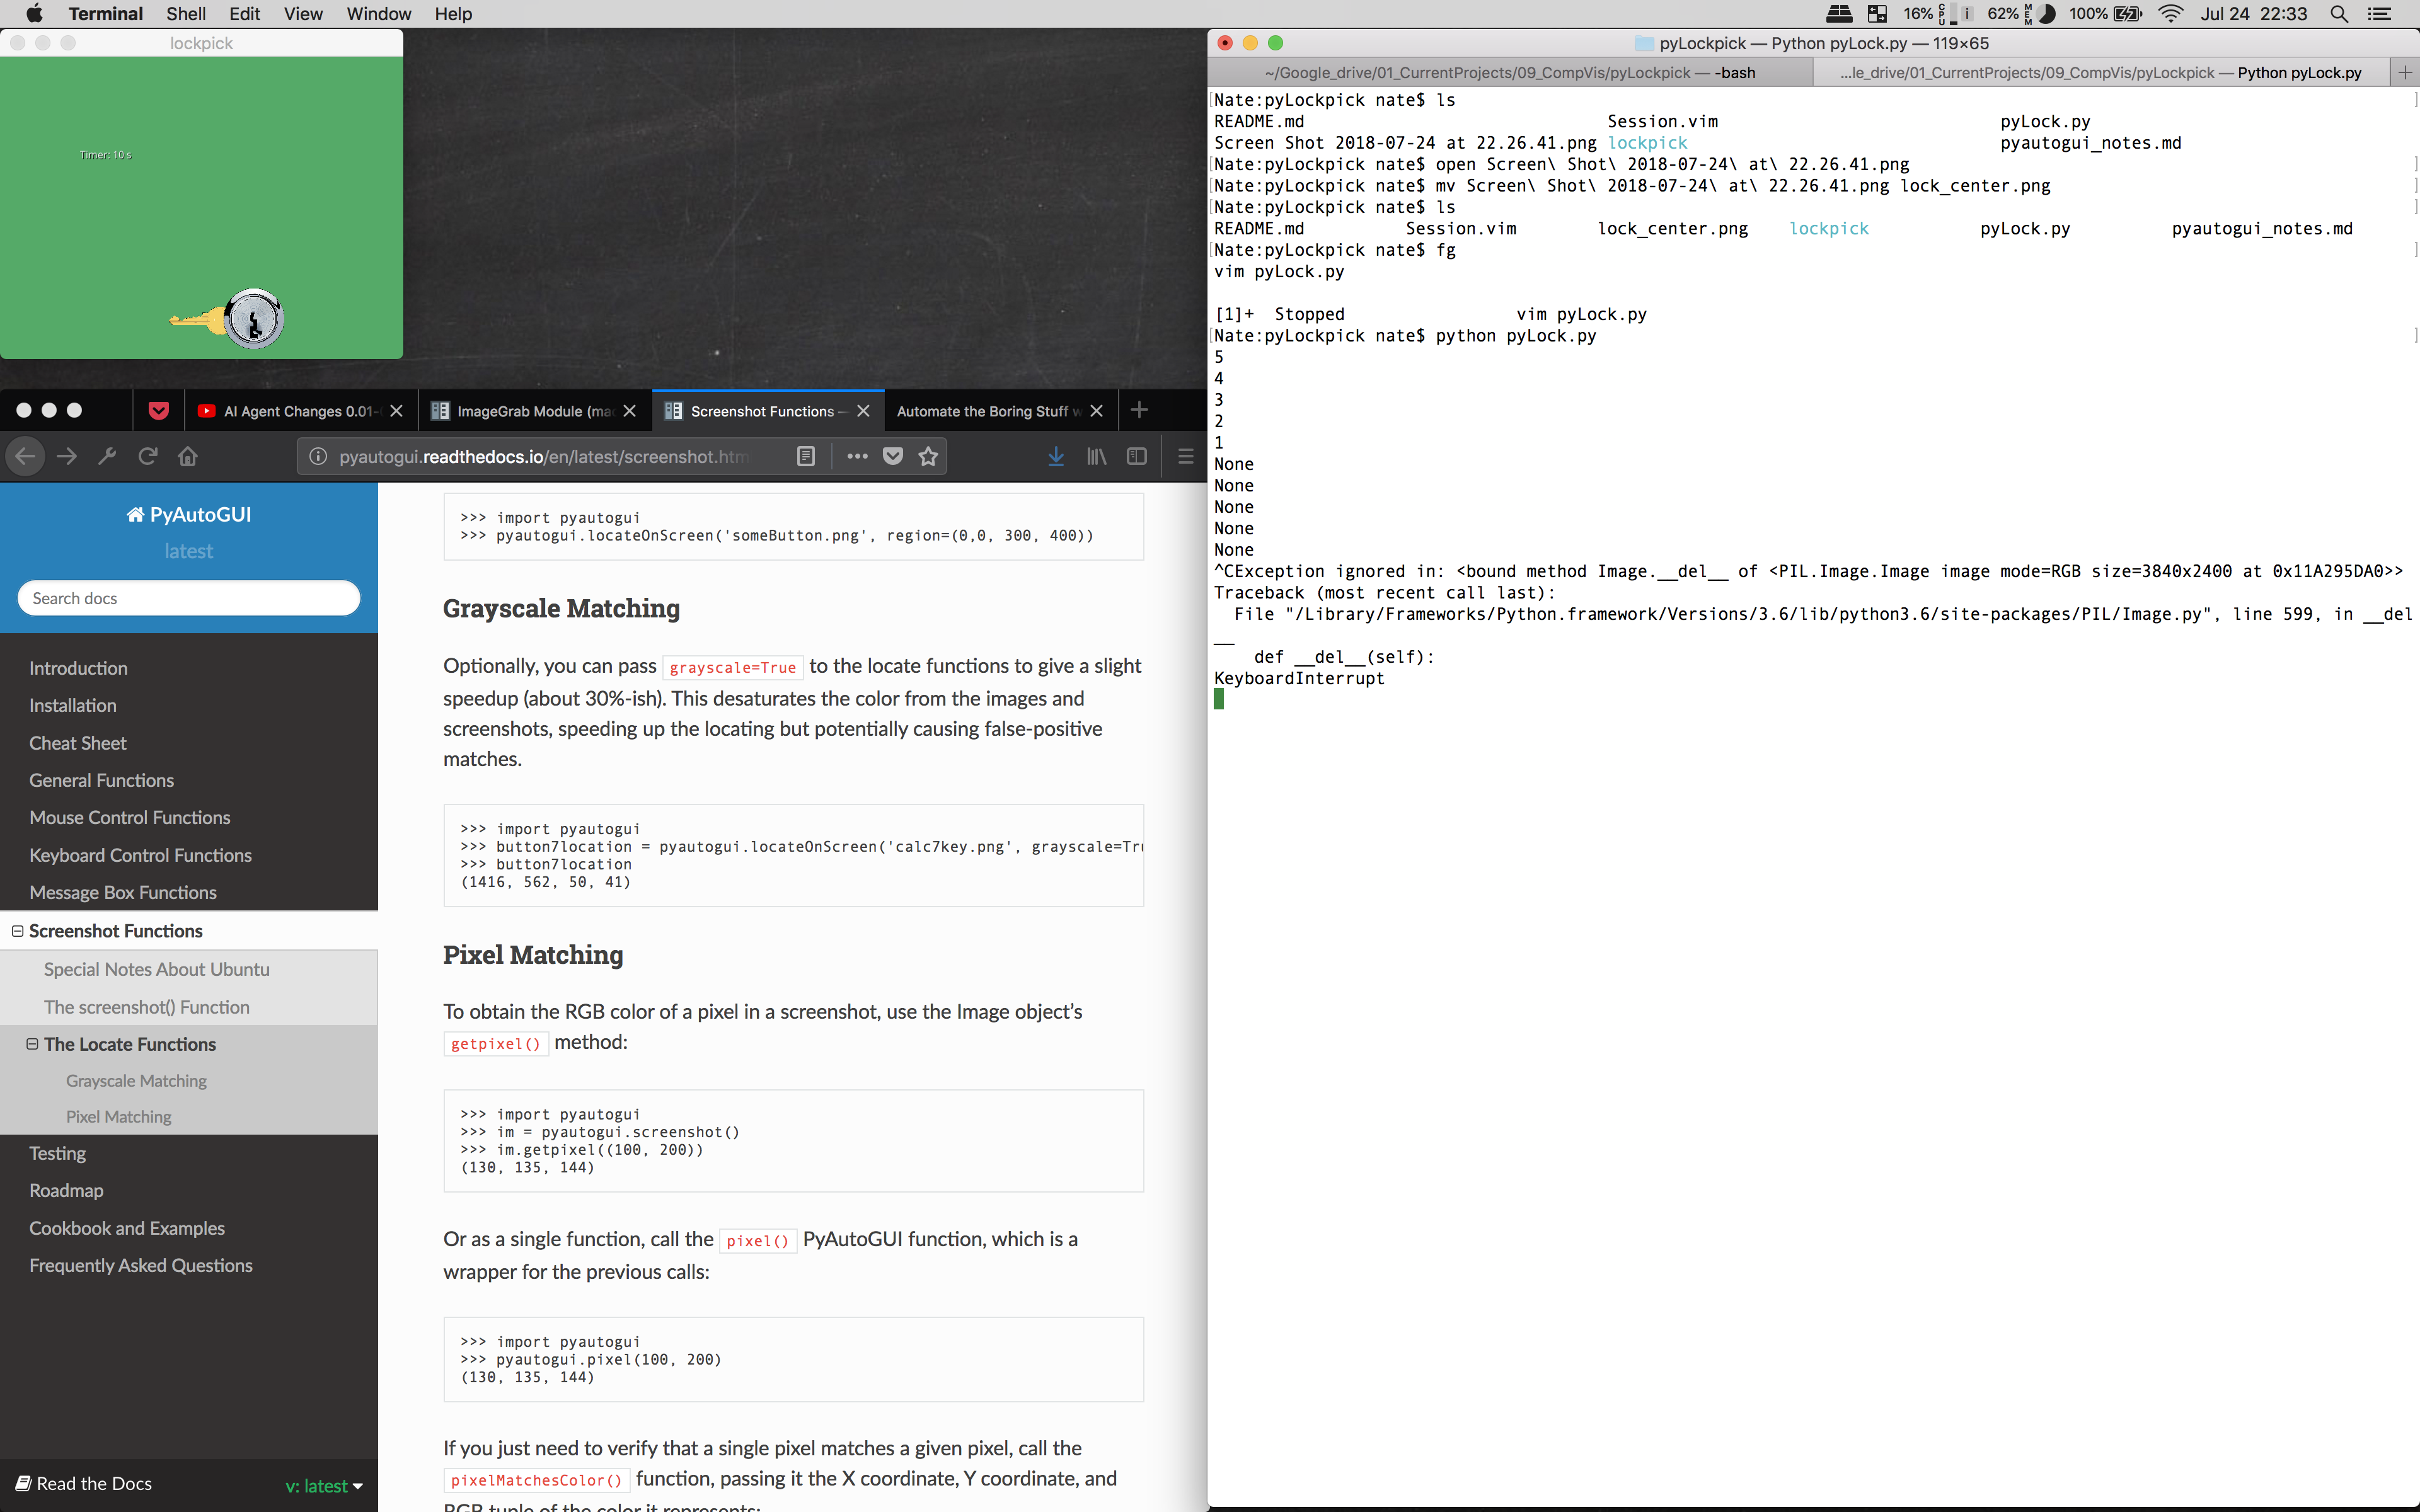 Terminal Shell Edit View Window Help
16% CPU 62% MEM 100% Jul 24 22:33
lockpick
Timer: 10 s
AI Agent Changes 0.01-
ImageGrab Module (mac
Screenshot Functions —
Automate the Boring Stuff w
pyautogui.readthedocs.io/en/latest/screenshot.htm
PyAutoGUI
latest
Search docs
Introduction
Installation
Cheat Sheet
General Functions
Mouse Control Functions
Keyboard Control Functions
Message Box Functions
Screenshot Functions
Special Notes About Ubuntu
The screenshot() Function
The Locate Functions
Grayscale Matching
Pixel Matching
Testing
Roadmap
Cookbook and Examples
Frequently Asked Questions
Read the Docs
v: latest
>>> import pyautogui
>>> pyautogui.locateOnScreen('someButton.png', region=(0,0, 300, 400))
Grayscale Matching
Optionally, you can pass grayscale=True to the locate functions to give a slight
speedup (about 30%-ish). This desaturates the color from the images and
screenshots, speeding up the locating but potentially causing false-positive
matches.
>>> import pyautogui
>>> button7location = pyautogui.locateOnScreen('calc7key.png', grayscale=Tru
>>> button7location
(1416, 562, 50, 41)
Pixel Matching
To obtain the RGB color of a pixel in a screenshot, use the Image object's
getpixel() method:
>>> import pyautogui
>>> im = pyautogui.screenshot()
>>> im.getpixel((100, 200))
(130, 135, 144)
Or as a single function, call the pixel() PyAutoGUI function, which is a
wrapper for the previous calls:
>>> import pyautogui
>>> pyautogui.pixel(100, 200)
(130, 135, 144)
If you just need to verify that a single pixel matches a given pixel, call the
pixelMatchesColor() function, passing it the X coordinate, Y coordinate, and
RGB tuple of the color it represents:
pyLockpick — Python pyLock.py — 119×65
~/Google_drive/01_CurrentProjects/09_CompVis/pyLockpick — -bash
...le_drive/01_CurrentProjects/09_CompVis/pyLockpick — Python pyLock.py
[Nate:pyLockpick nate$ ls ]
README.md Session.vim pyLock.py
Screen Shot 2018-07-24 at 22.26.41.png lockpick pyautogui_notes.md
[Nate:pyLockpick nate$ open Screen\ Shot\ 2018-07-24\ at\ 22.26.41.png ]
[Nate:pyLockpick nate$ mv Screen\ Shot\ 2018-07-24\ at\ 22.26.41.png lock_center.png ]
[Nate:pyLockpick nate$ ls ]
README.md Session.vim lock_center.png lockpick pyLock.py pyautogui_notes.md
[Nate:pyLockpick nate$ fg ]
vim pyLock.py
[1]+ Stopped vim pyLock.py
[Nate:pyLockpick nate$ python pyLock.py ]
5
4
3
2
1
None
None
None
None
None
^CException ignored in: <bound method Image.__del__ of <PIL.Image.Image image mode=RGB size=3840x2400 at 0x11A295DA0>>
Traceback (most recent call last):
File "/Library/Frameworks/Python.framework/Versions/3.6/lib/python3.6/site-packages/PIL/Image.py", line 599, in __del
__
def __del__(self):
KeyboardInterrupt